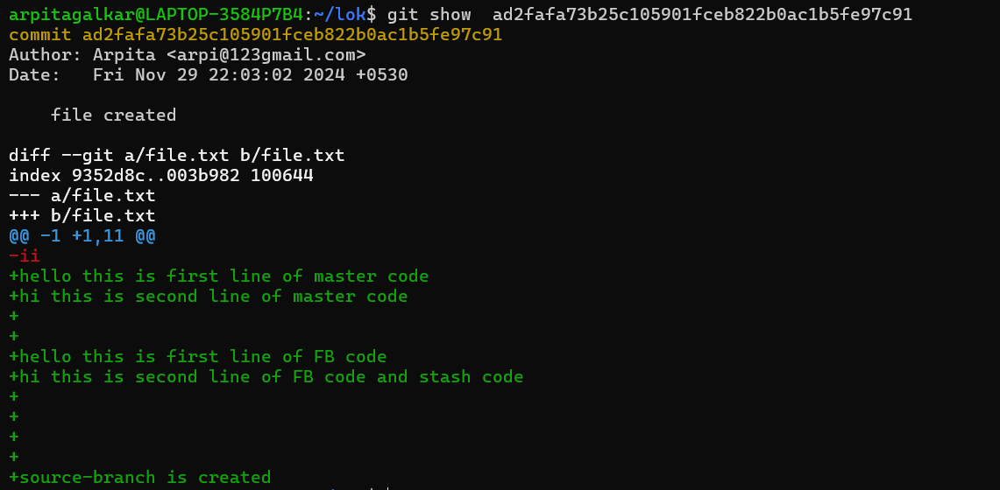 arpitagalkar@LAPTOP-3584P7B4:~/lok$ git show  ad2fafa73b25c105901fceb822b0ac1b5fe97c91
commit ad2fafa73b25c105901fceb822b0ac1b5fe97c91
Author: Arpita <arpi@123gmail.com>
Date:   Fri Nov 29 22:03:02 2024 +0530
    file created
diff --git a/file.txt b/file.txt
index 9352d8c..003b982 100644
--- a/file.txt
+++ b/file.txt
@@ -1 +1,11 @@
-ii
+hello this is first line of master code
+hi this is second line of master code
+
+
+hello this is first line of FB code
+hi this is second line of FB code and stash code
+
+
+
+
+source-branch is created